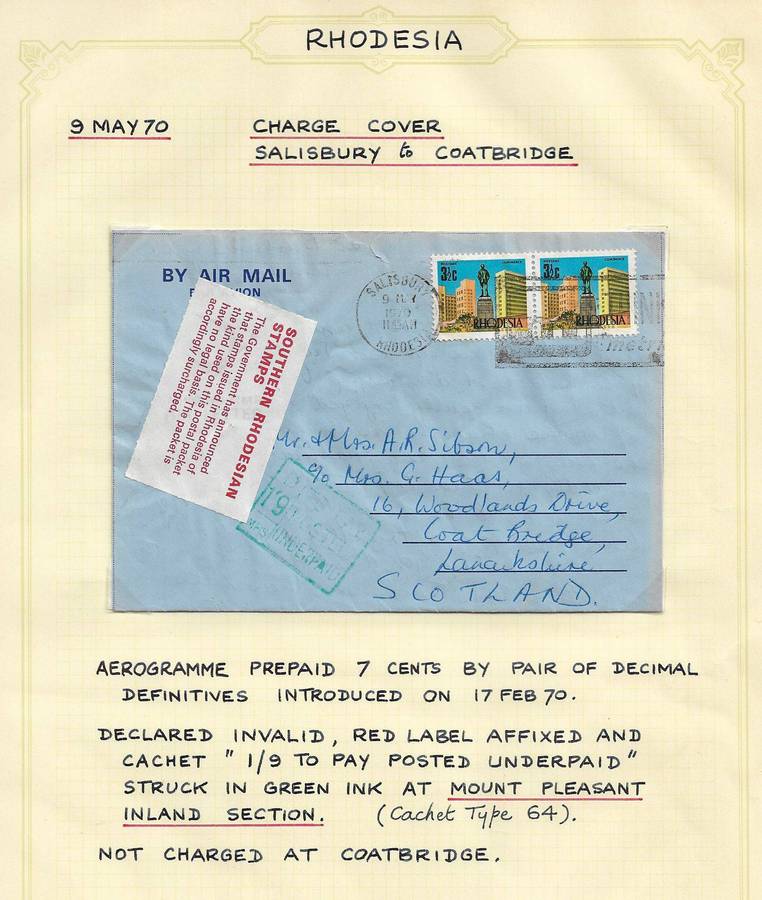 RHODESIA
9 MAY 70
CHARGE COVER
SALISBURY to COATBRIDGE
BY AIR MAIL
SALISBURY
1970
RHODES
3½c
RHODESIA
3½c
RHODESIA
SOUTHERN RHODESIAN
STAMPS
The Government has announced
that stamps issued in Rhodesia of
the kind used on this postal packet
have no legal basis. The packet is
accordingly surcharged.
Mr. & Mrs. A.R. Sibson,
c/o Mrs. G. Haas,
16, Woodlands Drive,
Coat Bridge,
Lanarkshire
SCOTLAND.
UNDERPAID
AEROGRAMME PREPAID 7 CENTS BY PAIR OF DECIMAL
DEFINITIVES INTRODUCED ON 17 FEB 70.
DECLARED INVALID, RED LABEL AFFIXED AND
CACHET " 1/9 TO PAY POSTED UNDERPAID"
STRUCK IN GREEN INK AT MOUNT PLEASANT
INLAND SECTION. (Cachet Type 64).
NOT CHARGED AT COATBRIDGE.